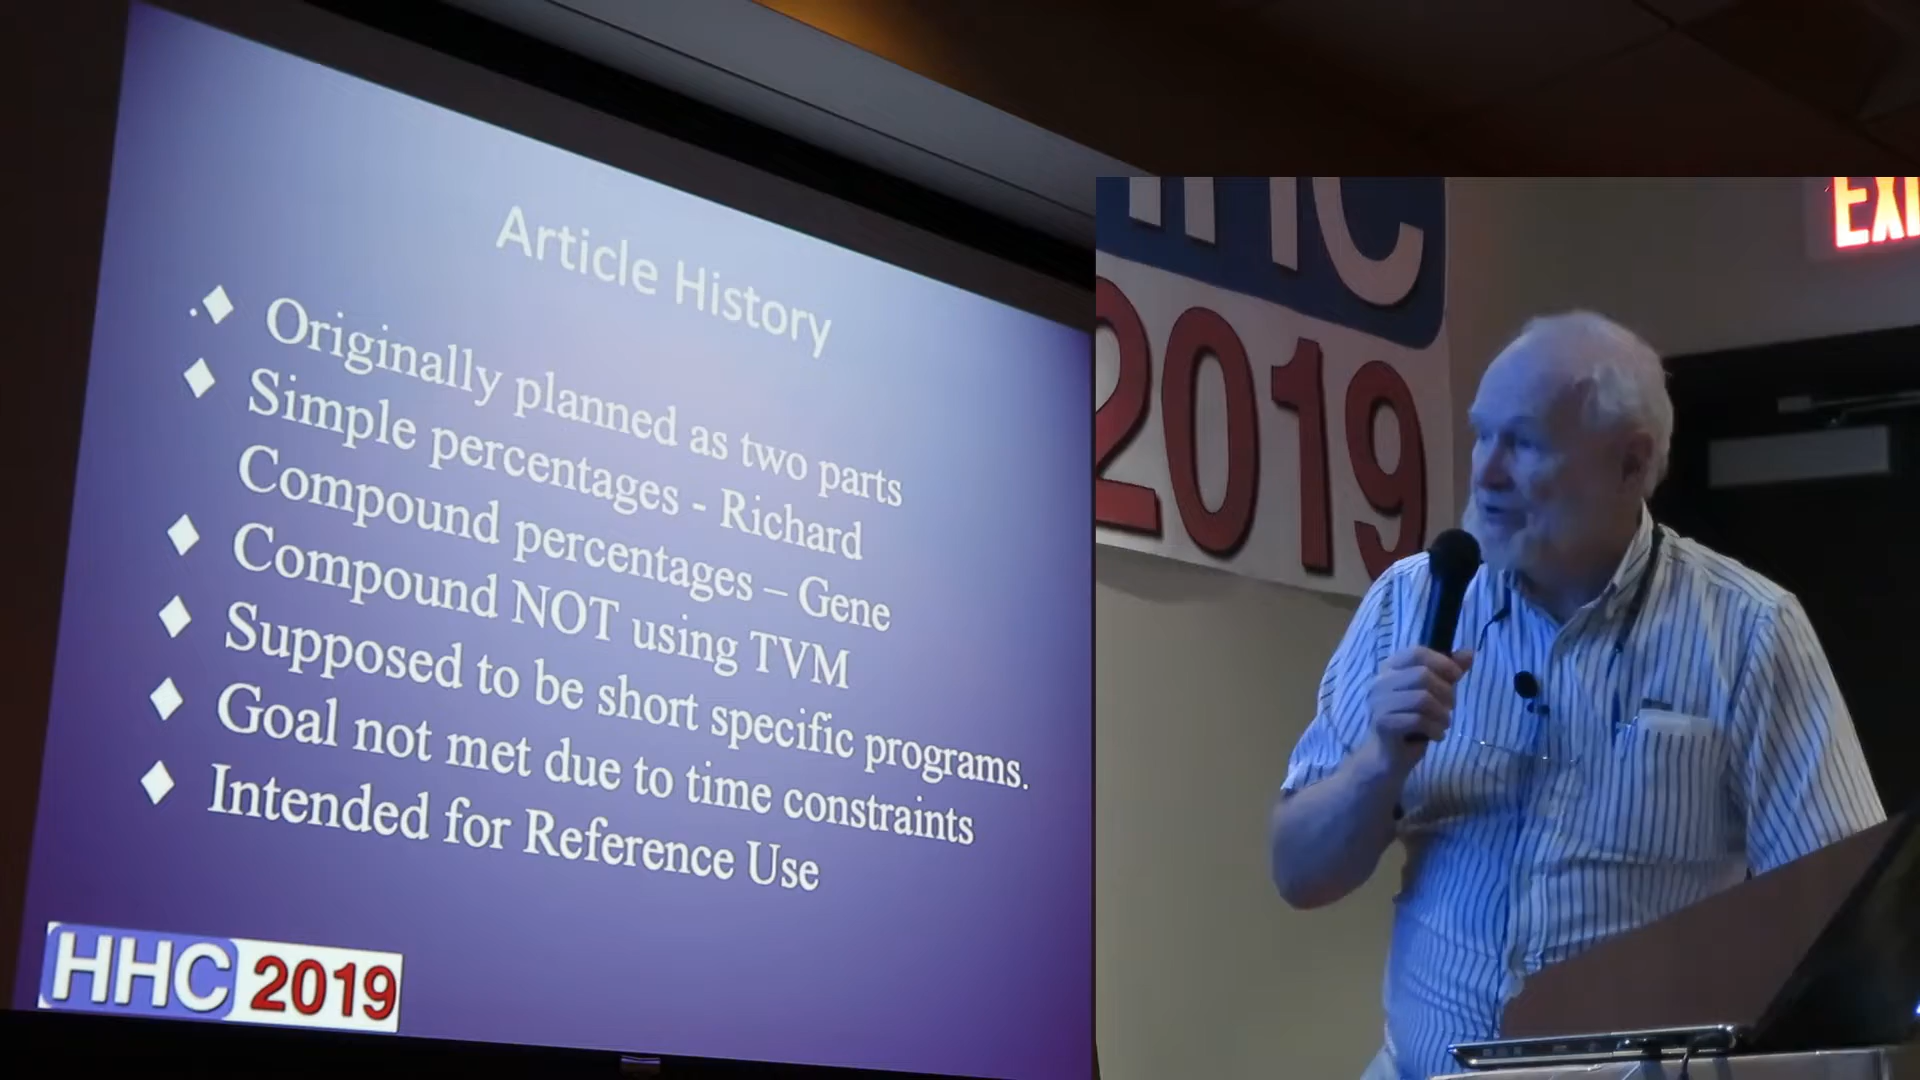 Article History
Originally planned as two parts
Simple percentages - Richard
Compound percentages – Gene
Compound NOT using TVM
Supposed to be short specific programs.
Goal not met due to time constraints
Intended for Reference Use
HHC 2019
HHC
2019
EXI